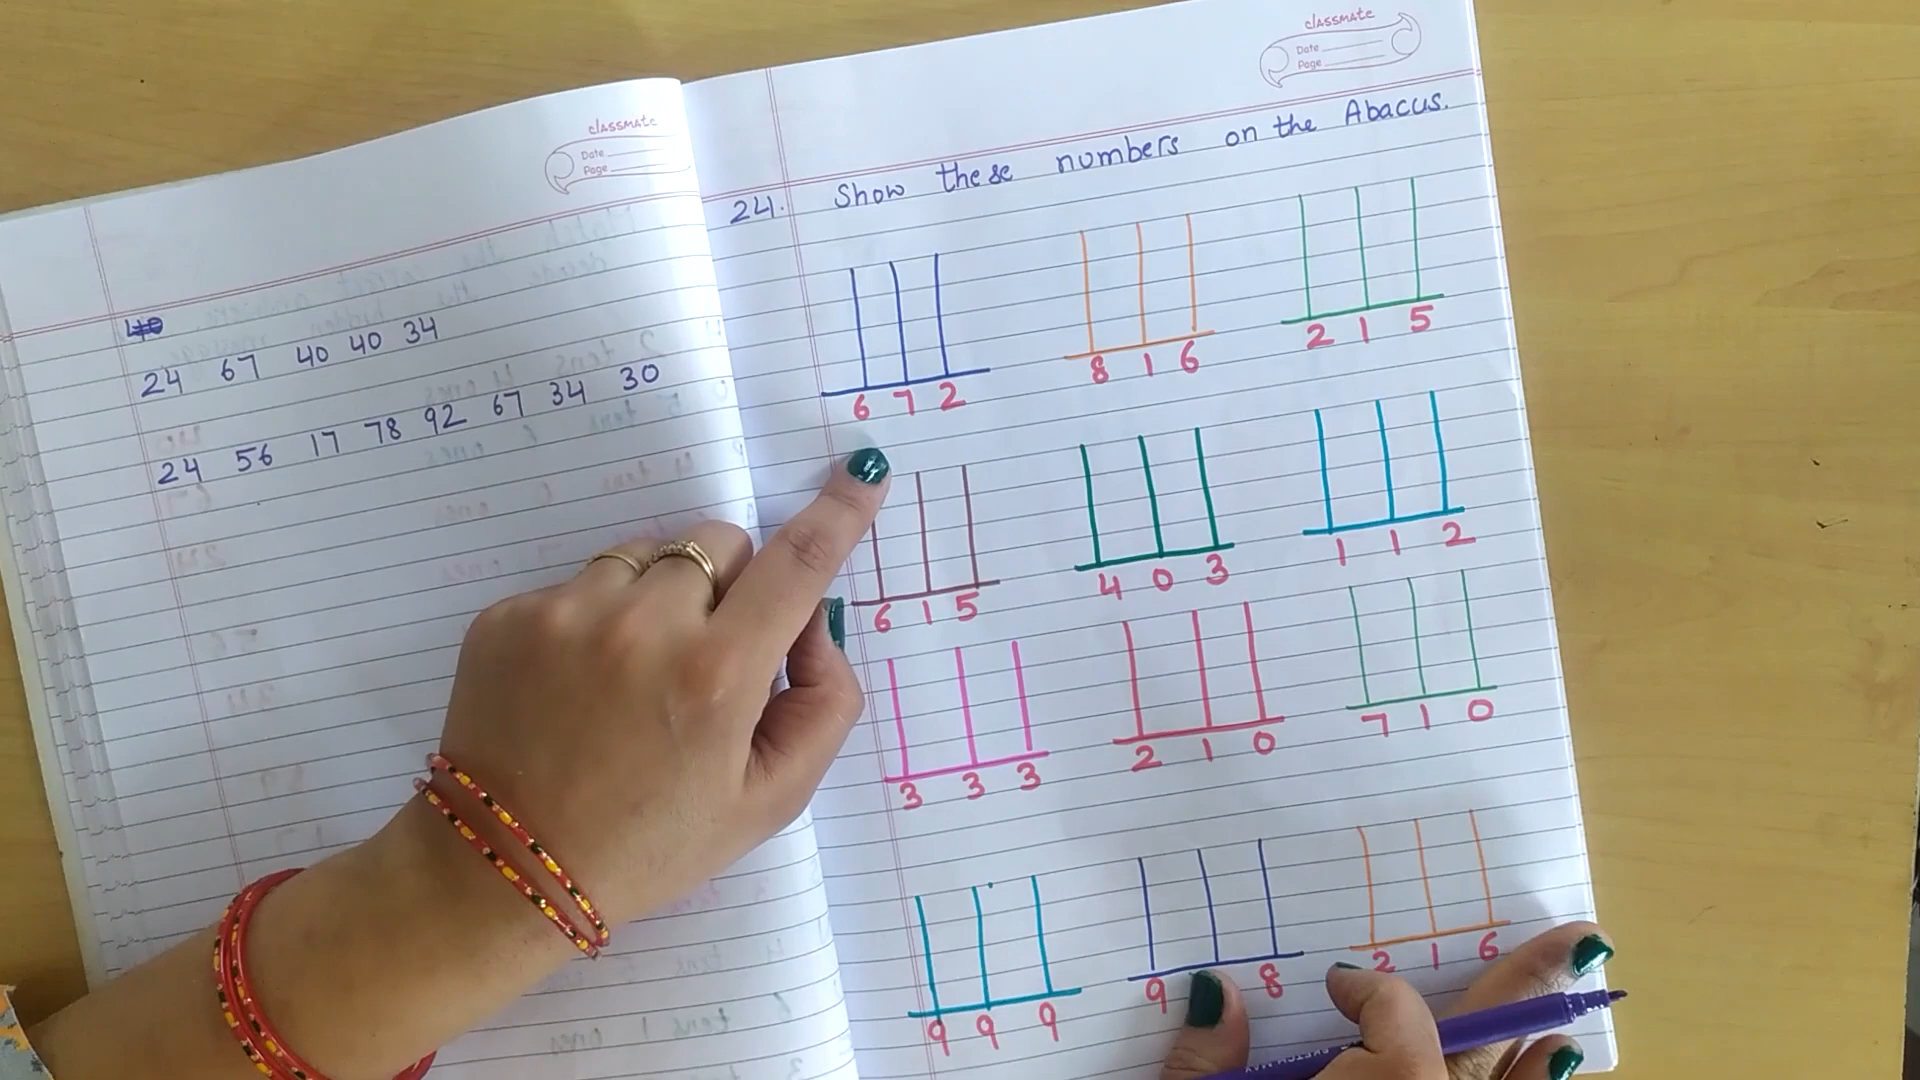 classmate
Date
Page
40
24 67 40 40 34
24 56 17 78 92 67 34 30
classmate
Date
Page
24. Show these numbers on the Abacus.
6 7 2
8 1 6
2 1 5
6 1 5
4 0 3
1 1 2
3 3 3
2 1 0
7 1 0
9 9 9
9 8
2 1 6